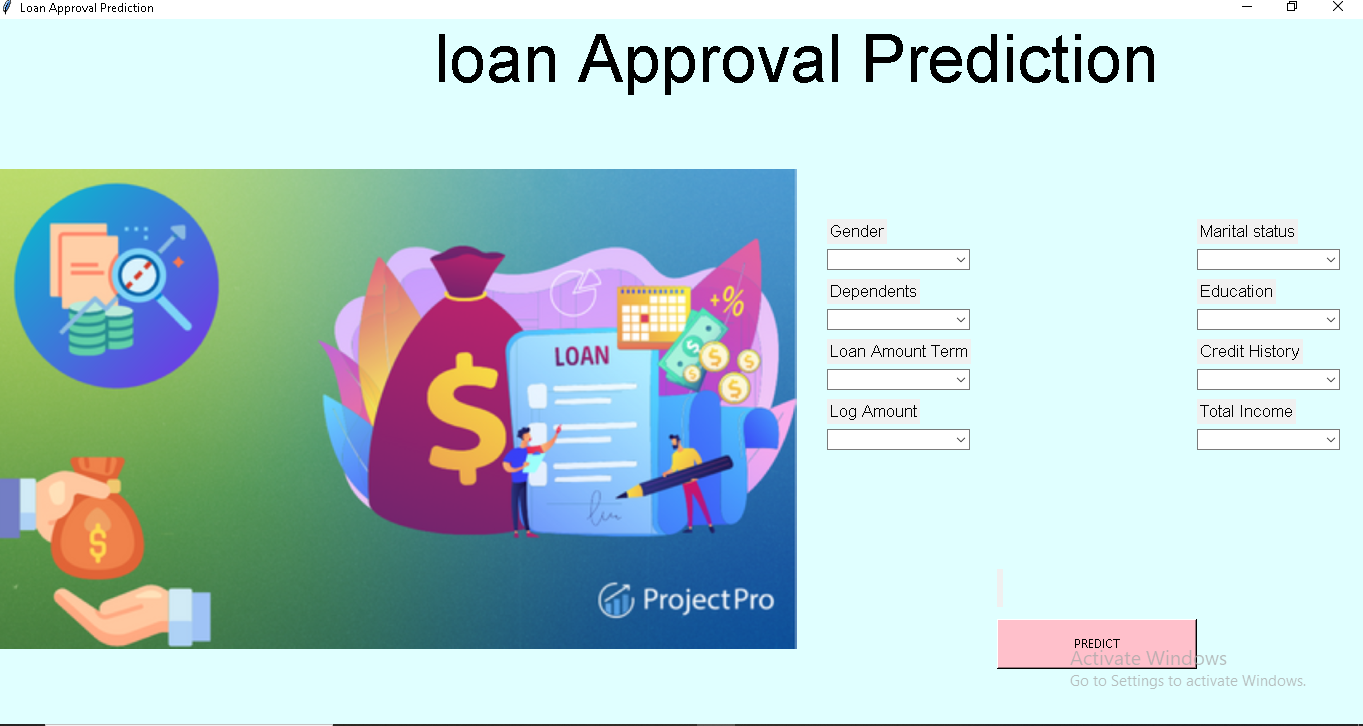 Loan Approval Prediction
loan Approval Prediction
+%
LOAN
$
$
$
$
$
$
$
ProjectPro
Gender
Marital status
Dependents
Education
Loan Amount Term
Credit History
Log Amount
Total Income
PREDICT
Activate Windows
Go to Settings to activate Windows.